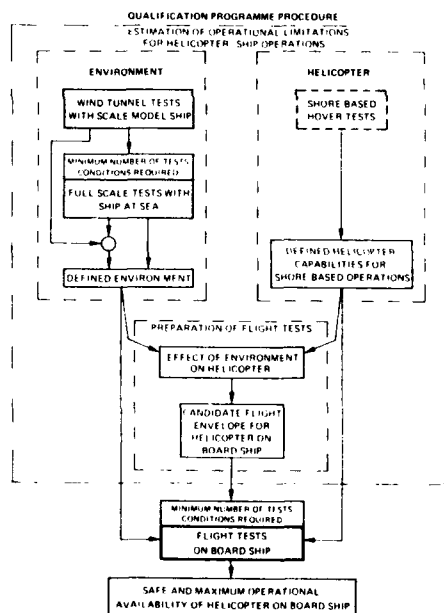 QUALIFICATION PROGRAMME PROCEDURE
ESTIMATION OF OPERATIONAL LIMITATIONS
FOR HELICOPTER SHIP OPERATIONS
ENVIRONMENT
WIND TUNNEL TESTS
WITH SCALE MODEL SHIP
MINIMUM NUMBER OF TESTS
CONDITIONS REQUIRED
FULL SCALE TESTS WITH
SHIP AT SEA
DEFINED ENVIRONMENT
HELICOPTER
SHORE BASED
HOVER TESTS
DEFINED HELICOPTER
CAPABILITIES FOR
SHORE BASED OPERATIONS
PREPARATION OF FLIGHT TESTS
EFFECT OF ENVIRONMENT
ON HELICOPTER
CANDIDATE FLIGHT
ENVELOPE FOR
HELICOPTER ON
BOARD SHIP
MINIMUM NUMBER OF TESTS
CONDITIONS REQUIRED
FLIGHT TESTS
ON BOARD SHIP
SAFE AND MAXIMUM OPERATIONAL
AVAILABILITY OF HELICOPTER ON BOARD SHIP